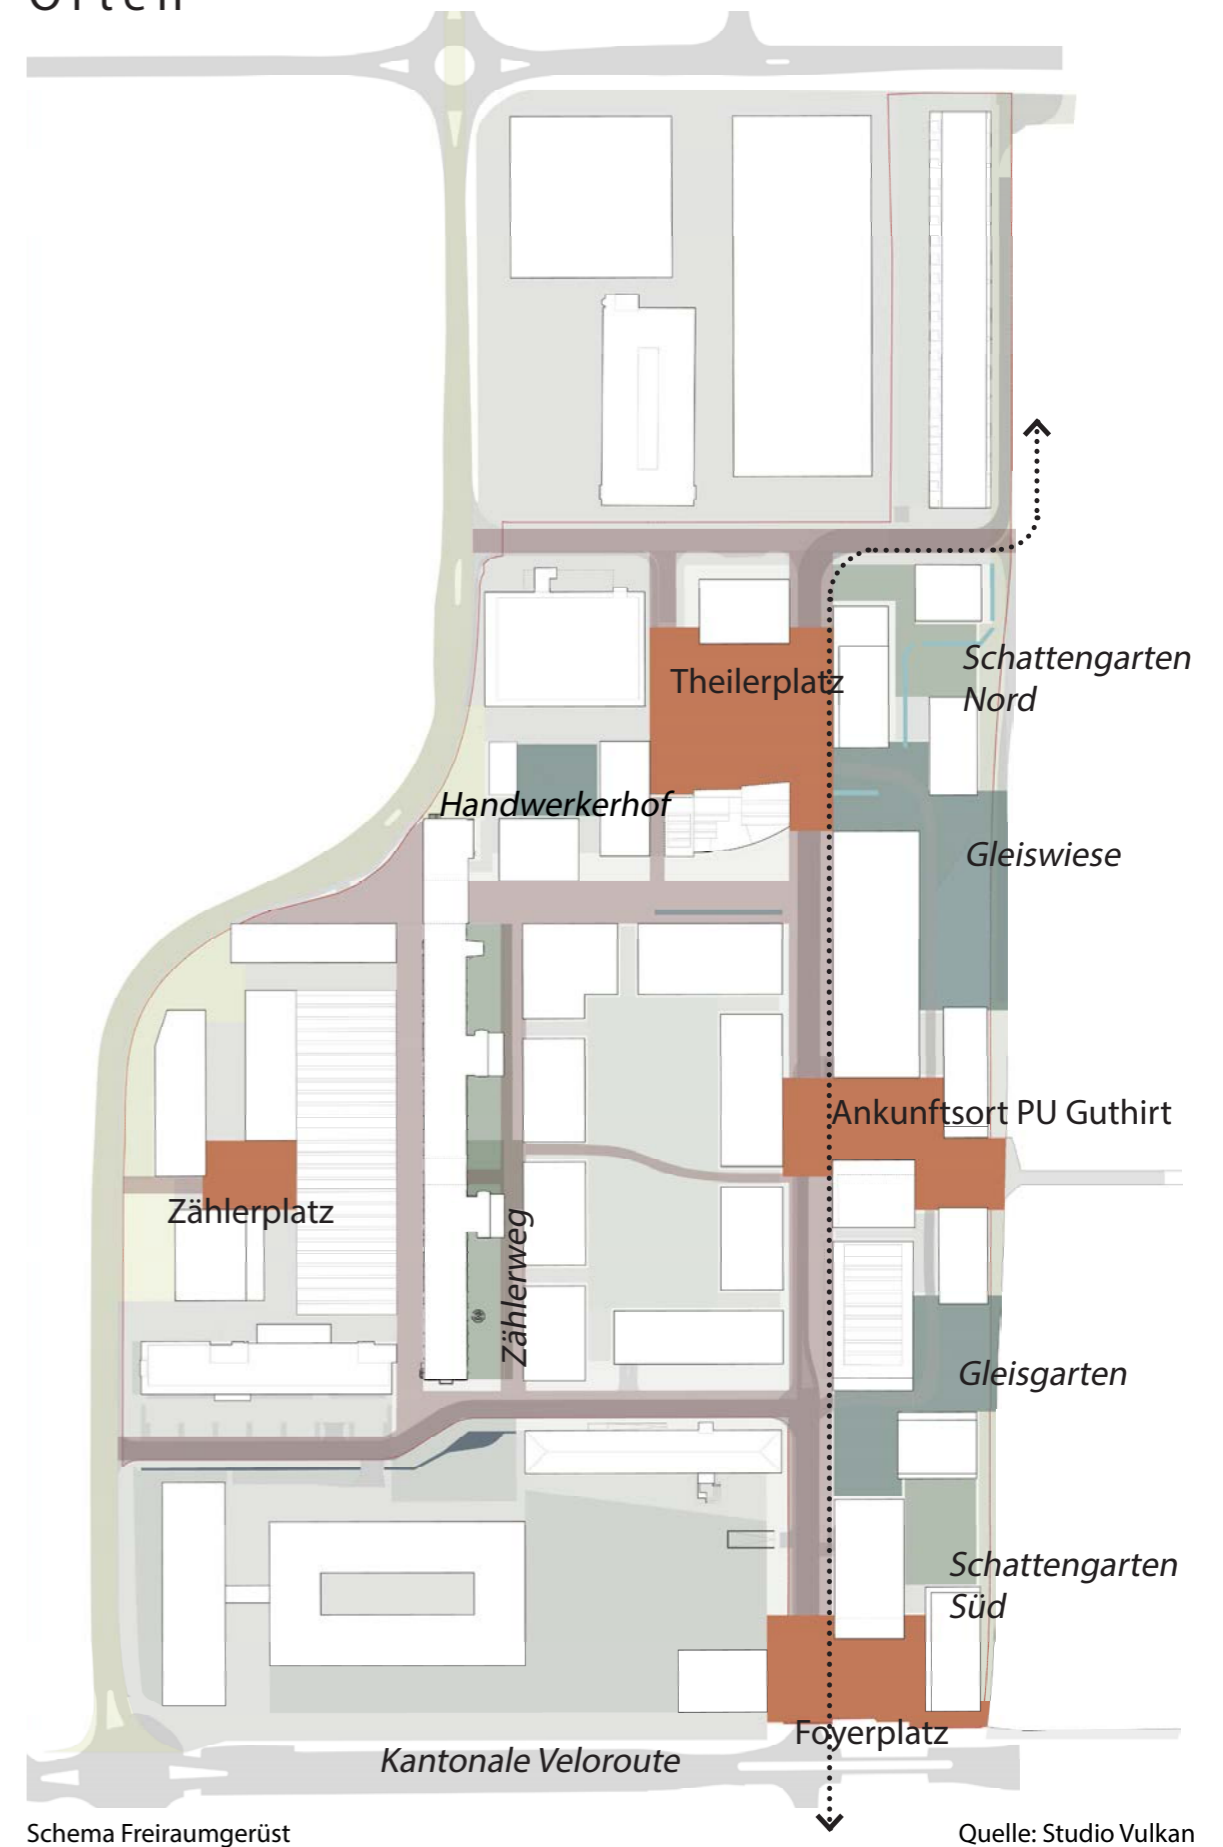 Theilerplatz
Schattengarten
Nord
Handwerkerhof
Gleiswiese
Ankunftsort PU Guthirt
Zählerplatz
Zählerweg
Gleisgarten
Schattengarten
Süd
Foyerplatz
Kantonale Veloroute
Schema Freiraumgerüst
Quelle: Studio Vulkan